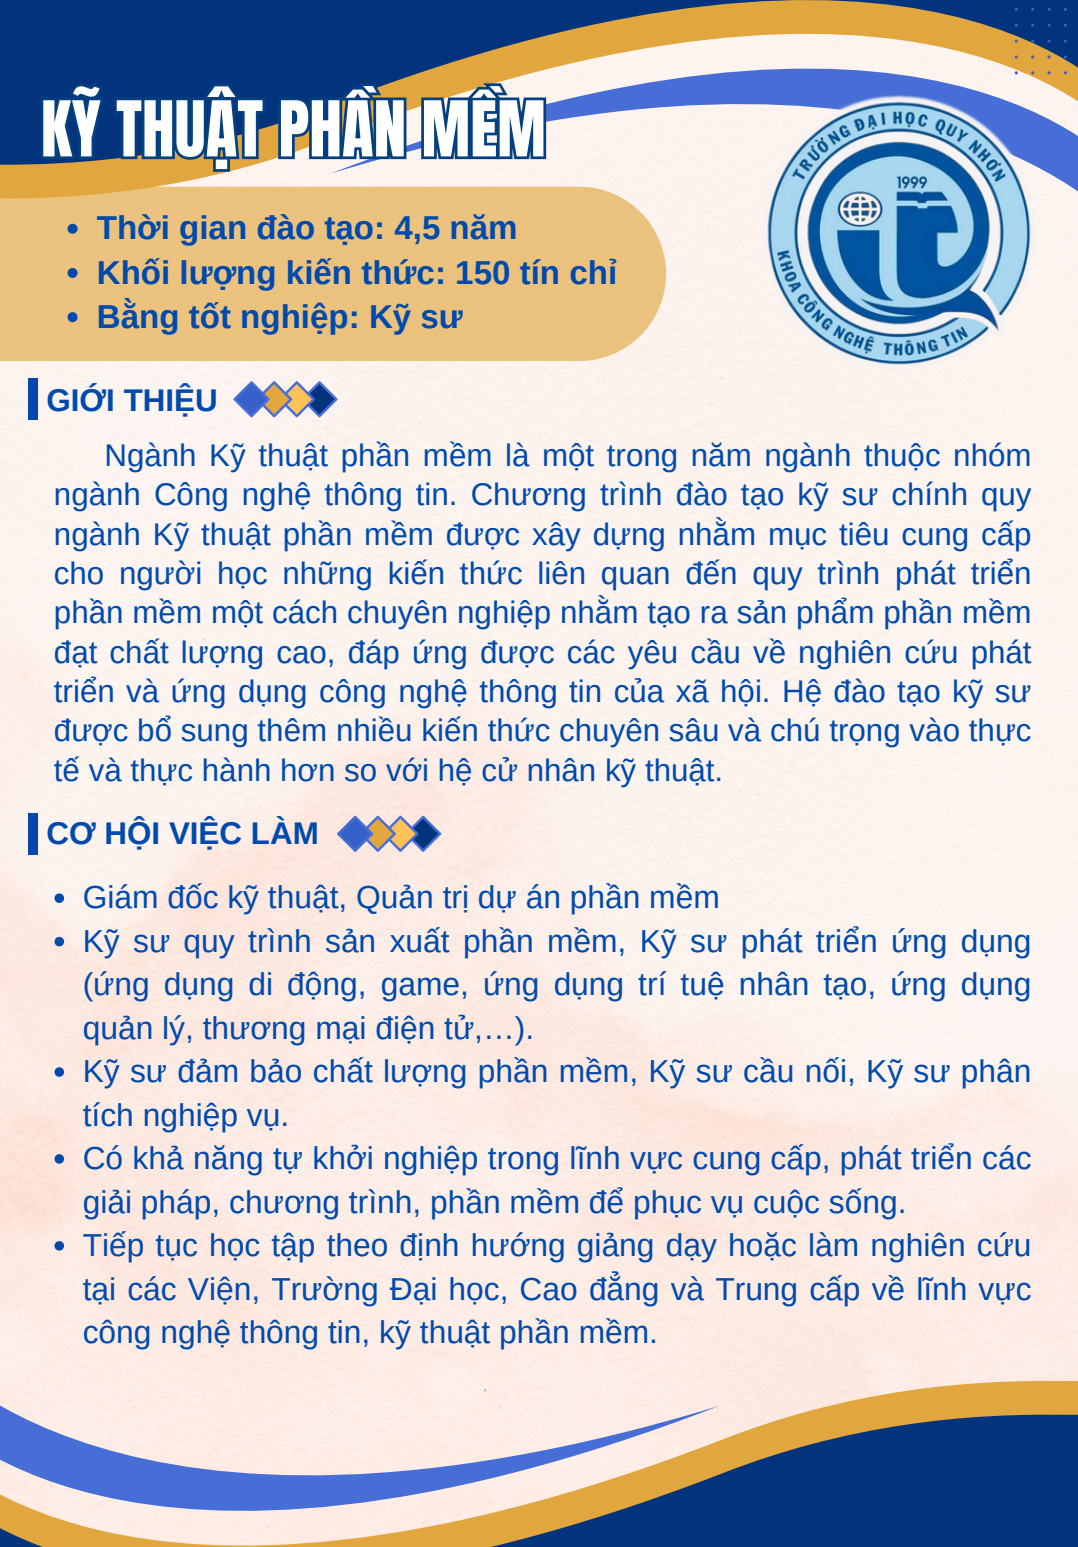 KỸ THUẬT PHẦN MỀM
TRƯỜNG ĐẠI HỌC QUY NHƠN
1999
KHOA CÔNG NGHỆ THÔNG TIN
• Thời gian đào tạo: 4,5 năm
• Khối lượng kiến thức: 150 tín chỉ
• Bằng tốt nghiệp: Kỹ sư
GIỚI THIỆU
Ngành Kỹ thuật phần mềm là một trong năm ngành thuộc nhóm
ngành Công nghệ thông tin. Chương trình đào tạo kỹ sư chính quy
ngành Kỹ thuật phần mềm được xây dựng nhằm mục tiêu cung cấp
cho người học những kiến thức liên quan đến quy trình phát triển
phần mềm một cách chuyên nghiệp nhằm tạo ra sản phẩm phần mềm
đạt chất lượng cao, đáp ứng được các yêu cầu về nghiên cứu phát
triển và ứng dụng công nghệ thông tin của xã hội. Hệ đào tạo kỹ sư
được bổ sung thêm nhiều kiến thức chuyên sâu và chú trọng vào thực
tế và thực hành hơn so với hệ cử nhân kỹ thuật.
CƠ HỘI VIỆC LÀM
• Giám đốc kỹ thuật, Quản trị dự án phần mềm
• Kỹ sư quy trình sản xuất phần mềm, Kỹ sư phát triển ứng dụng
(ứng dụng di động, game, ứng dụng trí tuệ nhân tạo, ứng dụng
quản lý, thương mại điện tử,…).
• Kỹ sư đảm bảo chất lượng phần mềm, Kỹ sư cầu nối, Kỹ sư phân
tích nghiệp vụ.
• Có khả năng tự khởi nghiệp trong lĩnh vực cung cấp, phát triển các
giải pháp, chương trình, phần mềm để phục vụ cuộc sống.
• Tiếp tục học tập theo định hướng giảng dạy hoặc làm nghiên cứu
tại các Viện, Trường Đại học, Cao đẳng và Trung cấp về lĩnh vực
công nghệ thông tin, kỹ thuật phần mềm.